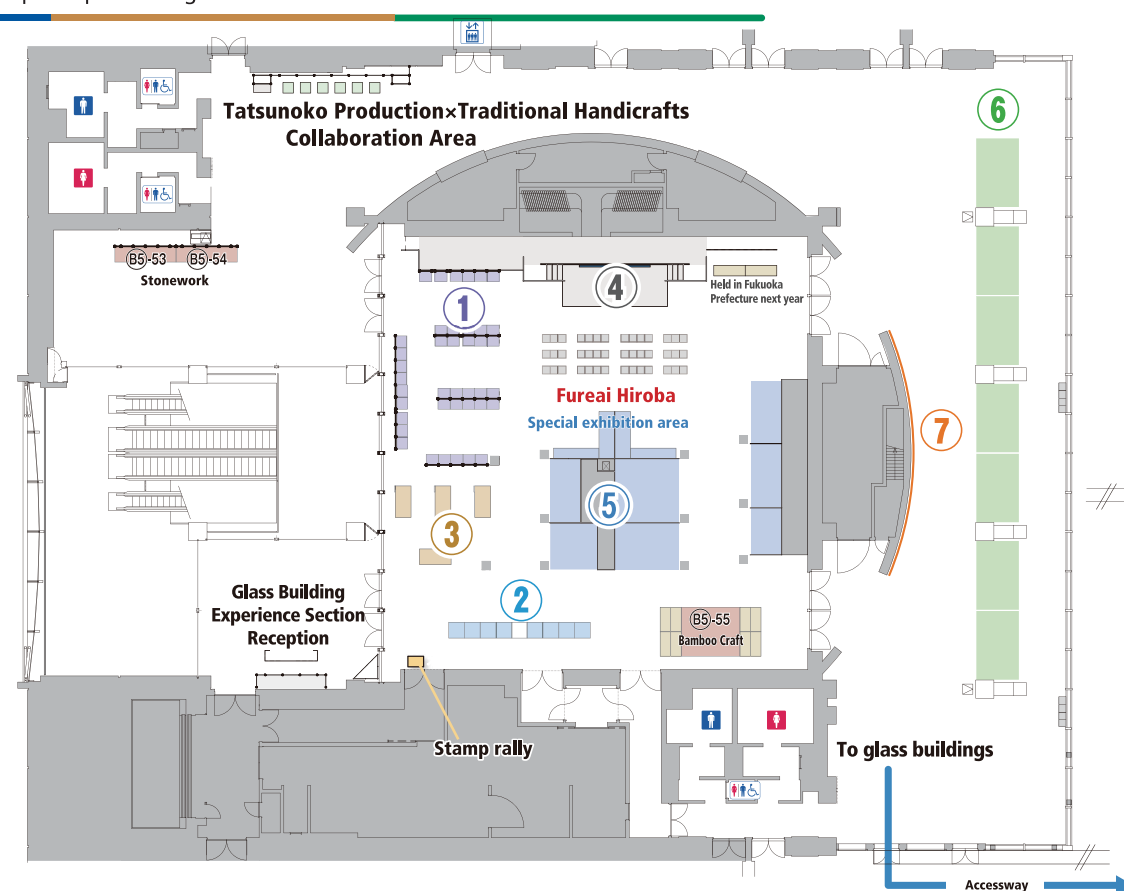 Tatsunoko Production×Traditional Handicrafts
Collaboration Area
6
B5-53
B5-54
Stonework
1
4
Held in Fukuoka
Prefecture next year
Fureai Hiroba
Special exhibition area
7
5
3
Glass Building
Experience Section
Reception
2
B5-55
Bamboo Craft
Stamp rally
To glass buildings
Accessway